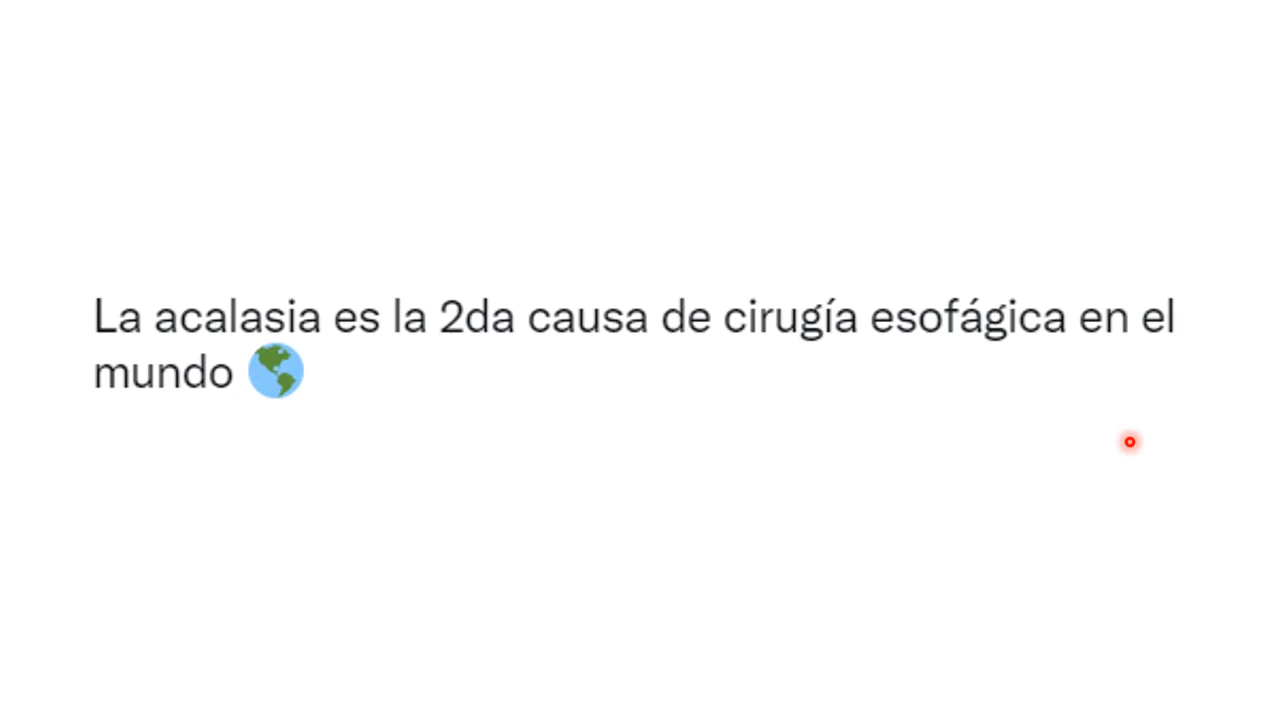 La acalasia es la 2da causa de cirugía esofágica en el
mundo 🌎